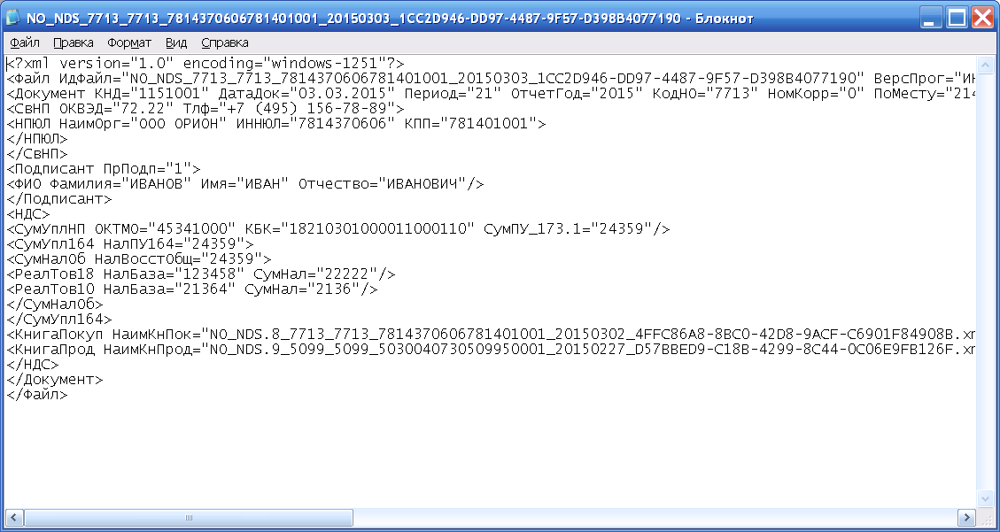 NO_NDS_7713_7713_7814370606781401001_20150303_1CC2D946-DD97-4487-9F57-D398B4077190 - Блокнот
Файл Правка Формат Вид Справка
<?xml version="1.0" encoding="windows-1251"?>
<Файл ИдФайл="NO_NDS_7713_7713_7814370606781401001_20150303_1CC2D946-DD97-4487-9F57-D398B4077190" ВерсПрог="ИН
<Документ КНД="1151001" ДатаДок="03.03.2015" Период="21" ОтчетГод="2015" КодНО="7713" НомКорр="0" ПоМесту="214
<СвНП ОКВЭД="72.22" Тлф="+7 (495) 156-78-89">
<НПЮЛ НаимОрг="ООО ОРИОН" ИННЮЛ="7814370606" КПП="781401001">
</НПЮЛ>
</СвНП>
<Подписант ПрПодп="1">
<ФИО Фамилия="ИВАНОВ" Имя="ИВАН" Отчество="ИВАНОВИЧ"/>
</Подписант>
<НДС>
<СумУплНП ОКТМО="45341000" КБК="18210301000011000110" СумПУ_173.1="24359"/>
<СумУпл164 НалПУ164="24359">
<СумНалОб НалВосстОбщ="24359">
<РеалТов18 НалБаза="123458" СумНал="22222"/>
<РеалТов10 НалБаза="21364" СумНал="2136"/>
</СумНалОб>
</СумУпл164>
<КнигаПокуп НаимКнПок="NO_NDS.8_7713_7713_7814370606781401001_20150302_4FFC86A8-8BC0-42D8-9ACF-C6901F84908B.xm
<КнигаПрод НаимКнПрод="NO_NDS.9_5099_5099_5030040730509950001_20150227_D57BBED9-C18B-4299-8C44-0C06E9FB126F.xm
</НДС>
</Документ>
</Файл>